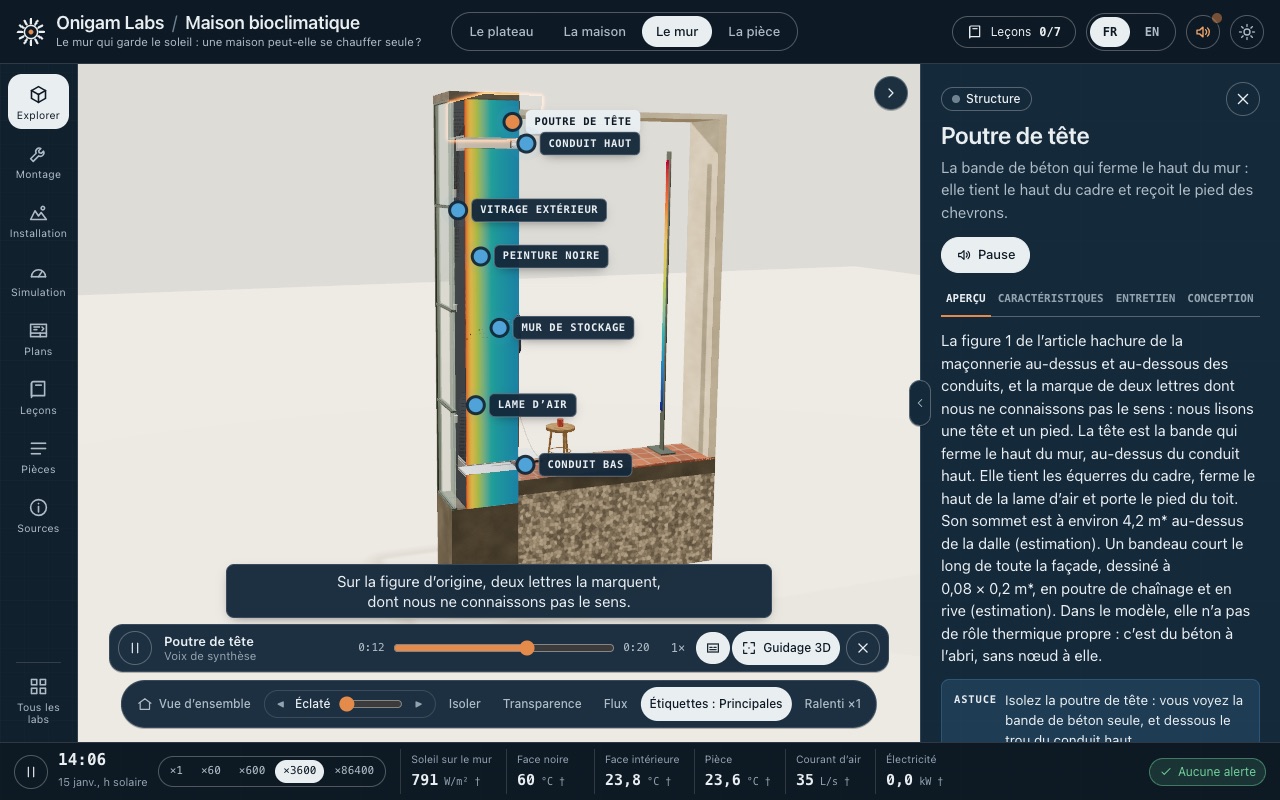 Origam Labs / Maison bioclimatique
Le mur qui garde le soleil : une maison peut-elle se chauffer seule ?
Le plateau
La maison
Le mur
La pièce
Leçons 0/7
FR
EN
Explorer
Montage
Installation
Simulation
Plans
Leçons
Pièces
Sources
Tous les
labs
POUTRE DE TÊTE
CONDUIT HAUT
VITRAGE EXTÉRIEUR
PEINTURE NOIRE
MUR DE STOCKAGE
LAME D’AIR
CONDUIT BAS
Sur la figure d’origine, deux lettres la marquent,
dont nous ne connaissons pas le sens.
Poutre de tête
Voix de synthèse
0:12
0:20
1×
Guidage 3D
Vue d’ensemble
Éclaté
Isoler
Transparence
Flux
Étiquettes : Principales
Ralenti ×1
Structure
Poutre de tête
La bande de béton qui ferme le haut du mur :
elle tient le haut du cadre et reçoit le pied des
chevrons.
Pause
APERÇU
CARACTÉRISTIQUES
ENTRETIEN
CONCEPTION
La figure 1 de l’article hachure de la
maçonnerie au-dessus et au-dessous des
conduits, et la marque de deux lettres dont
nous ne connaissons pas le sens : nous lisons
une tête et un pied. La tête est la bande qui
ferme le haut du mur, au-dessus du conduit
haut. Elle tient les équerres du cadre, ferme le
haut de la lame d’air et porte le pied du toit.
Son sommet est à environ 4,2 m* au-dessus
de la dalle (estimation). Un bandeau court le
long de toute la façade, dessiné à
0,08 × 0,2 m*, en poutre de chaînage et en
rive (estimation). Dans le modèle, elle n’a pas
de rôle thermique propre : c’est du béton à
l’abri, sans nœud à elle.
ASTUCE
Isolez la poutre de tête : vous voyez la
bande de béton seule, et dessous le
trou du conduit haut.
14:06
15 janv., h solaire
×1
×60
×600
×3600
×86400
Soleil sur le mur
791 W/m² †
Face noire
60 °C †
Face intérieure
23,8 °C †
Pièce
23,6 °C †
Courant d’air
35 L/s †
Électricité
0,0 kW †
Aucune alerte